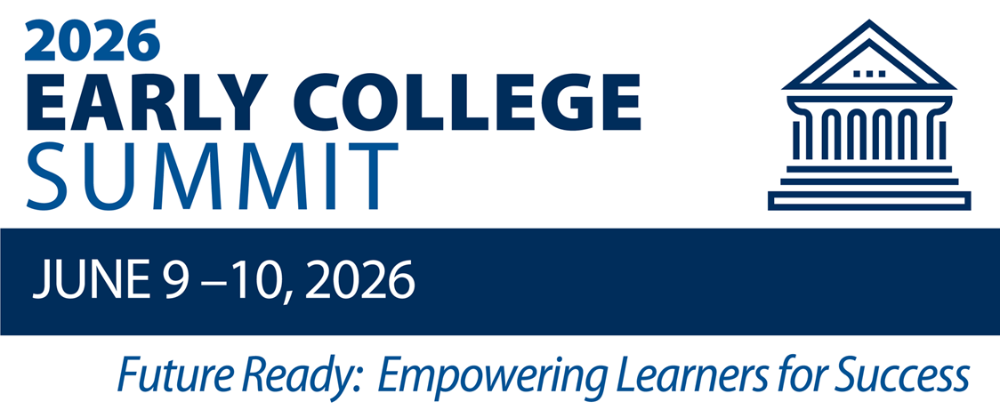 2026
EARLY COLLEGE
SUMMIT
JUNE 9 –10, 2026
Future Ready:  Empowering Learners for Success